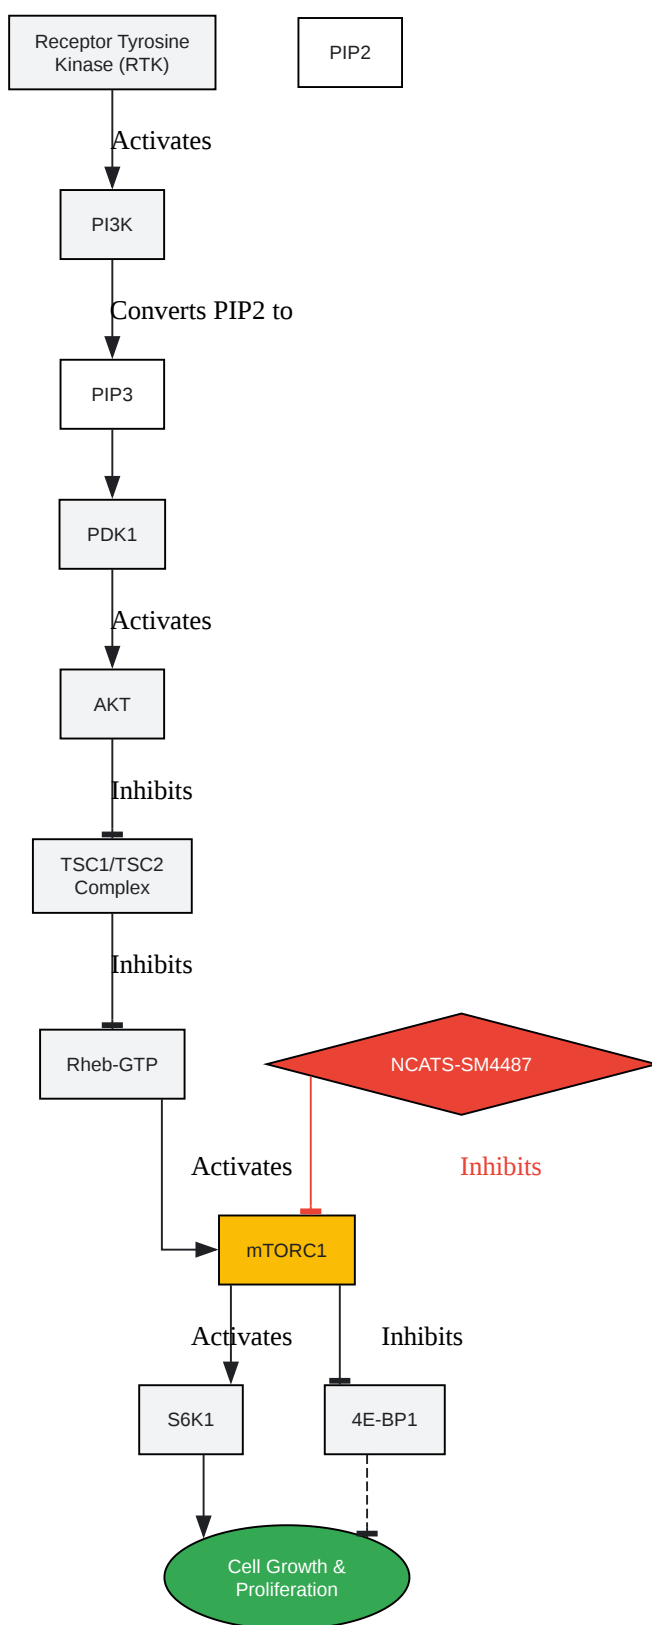 Receptor Tyrosine
Kinase (RTK)
PIP2
Activates
PI3K
Converts PIP2 to
PIP3
PDK1
Activates
AKT
Inhibits
TSC1/TSC2
Complex
Inhibits
Rheb-GTP
NCATS-SM4487
Activates
Inhibits
mTORC1
Activates
Inhibits
S6K1
4E-BP1
Cell Growth &
Proliferation